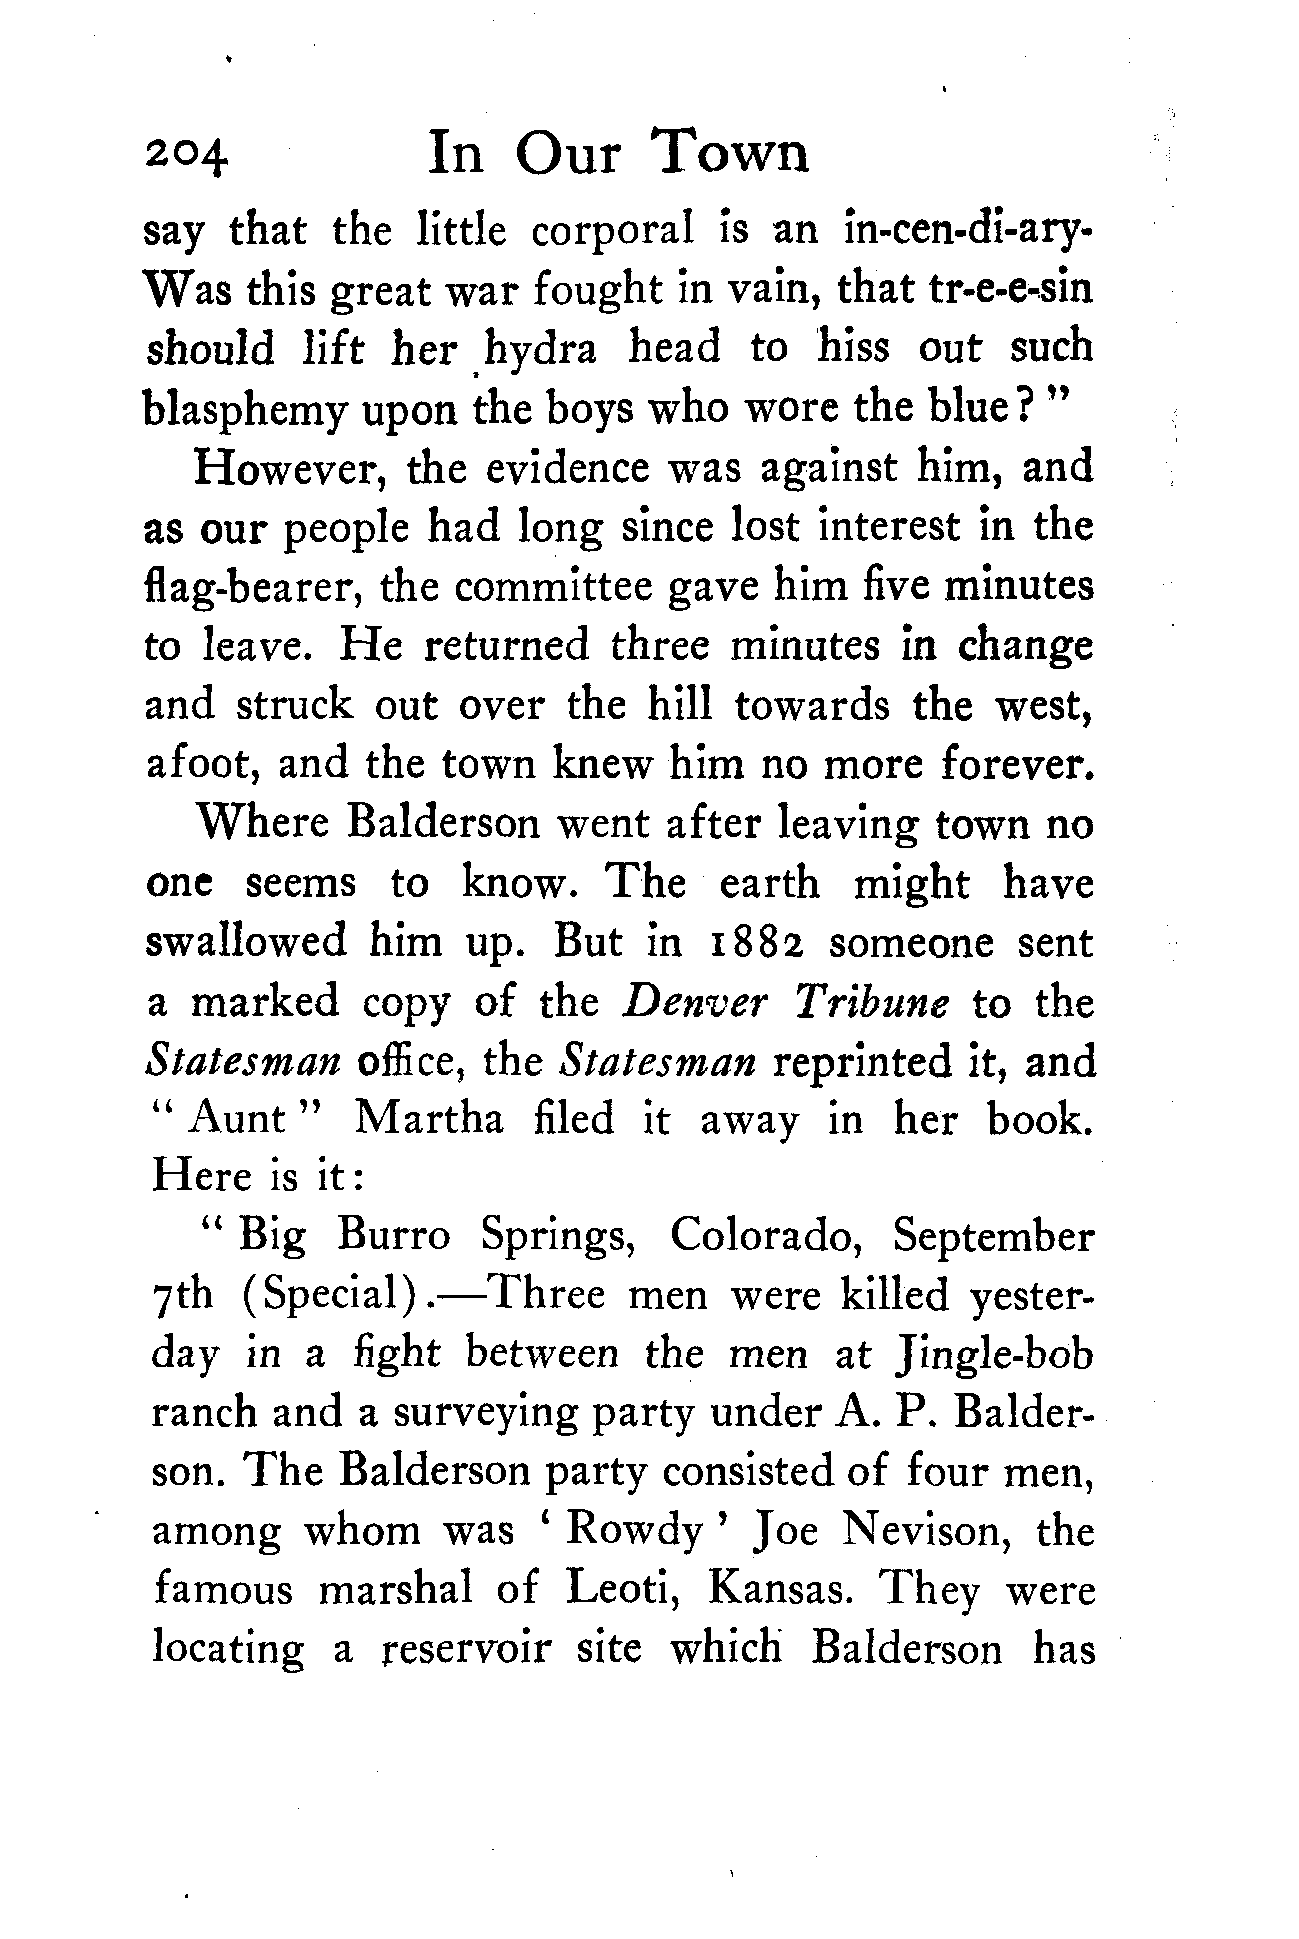 204 In Our Town
say that the little corporal is an in-cen-di-ary-
Was this great war fought in vain, that tr-e-e-sin
should lift her hydra head to hiss out such
blasphemy upon the boys who wore the blue? "
However, the evidence was against him, and
as our people had long since lost interest in the
flag-bearer, the committee gave him five minutes
to leave. He returned three minutes in change
and struck out over the hill towards the west,
afoot, and the town knew him no more forever.
Where Balderson went after leaving town no
one seems to know. The earth might have
swallowed him up. But in 1882 someone sent
a marked copy of the Denver Tribune to the
Statesman office, the Statesman reprinted it, and
" Aunt " Martha filed it away in her book.
Here is it:
" Big Burro Springs, Colorado, September
7th (Special).—Three men were killed yester-
day in a fight between the men at Jingle-bob
ranch and a surveying party under A. P. Balder-
son. The Balderson party consisted of four men,
among whom was ' Rowdy ' Joe Nevison, the
famous marshal of Leoti, Kansas. They were
locating a reservoir site which Balderson has